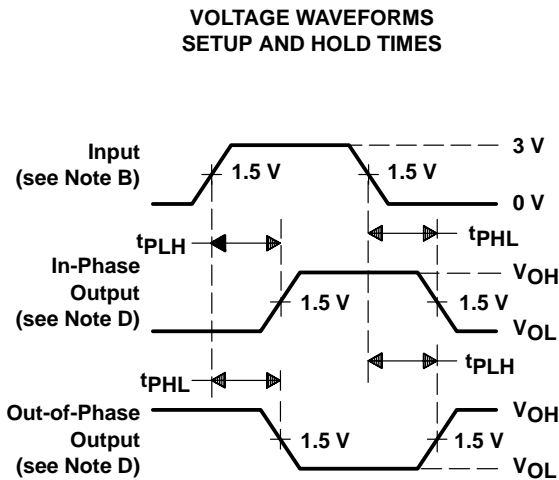 VOLTAGE WAVEFORMS
SETUP AND HOLD TIMES
Input
(see Note B)
1.5 V
1.5 V
3 V
0 V
tPLH
tPHL
In-Phase
Output
(see Note D)
1.5 V
1.5 V
VOH
VOL
tPHL
tPLH
Out-of-Phase
Output
(see Note D)
1.5 V
1.5 V
VOH
VOL